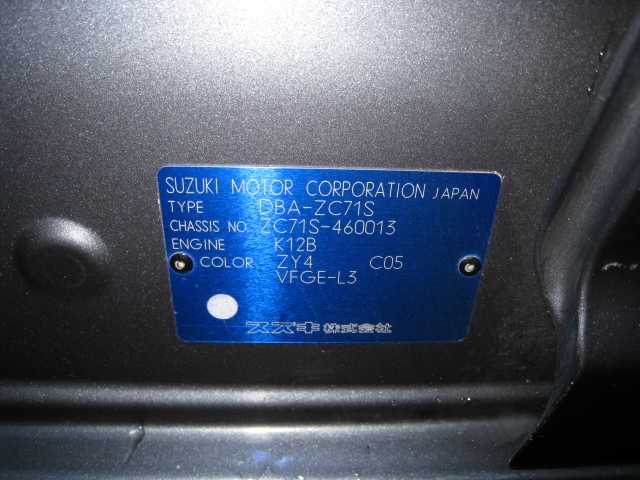 SUZUKI MOTOR CORPORATION JAPAN
TYPE DBA-ZC71S
CHASSIS NO. ZC71S-460013
ENGINE K12B
COLOR ZY4 C05
VFGE-L3
スズキ株式会社